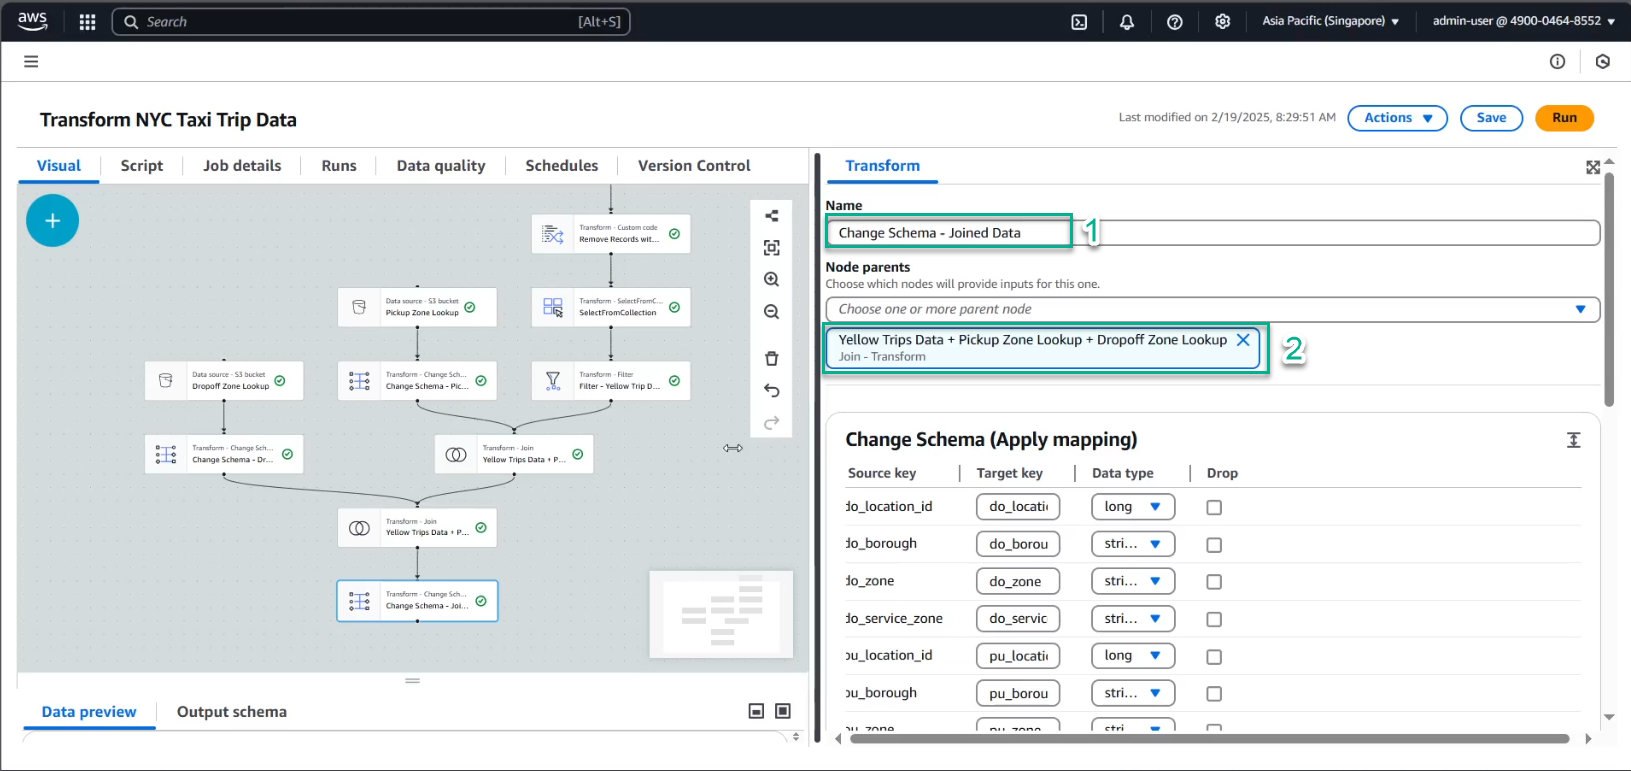 aws
Search
[Alt+S]
Asia Pacific (Singapore)
admin-user @ 4900-0464-8552
Transform NYC Taxi Trip Data
Last modified on 2/19/2025, 8:29:51 AM
Actions
Save
Run
Visual
Script
Job details
Runs
Data quality
Schedules
Version Control
Transform - Custom code
Remove Records wit...
Data source - S3 bucket
Pickup Zone Lookup
Transform - SelectFromC...
SelectFromCollection
Data source - S3 bucket
Dropoff Zone Lookup
Transform - Change Sch...
Change Schema - Pic...
Transform - Filter
Filter - Yellow Trip D...
Transform - Change Sch...
Change Schema - Dr...
Transform - Join
Yellow Trips Data + P...
Transform - Join
Yellow Trips Data + P...
Transform - Change Sch...
Change Schema - Joi...
Data preview
Output schema
Transform
Name
Change Schema - Joined Data
1
Node parents
Choose which nodes will provide inputs for this one.
Choose one or more parent node
Yellow Trips Data + Pickup Zone Lookup + Dropoff Zone Lookup
Join - Transform
2
Change Schema (Apply mapping)
Source key
Target key
Data type
Drop
do_location_id
do_locati
long
do_borough
do_borou
stri...
do_zone
do_zone
stri...
do_service_zone
do_servic
stri...
pu_location_id
pu_locati
long
pu_borough
pu_borou
stri...
pu_zone
pu_zone
stri...